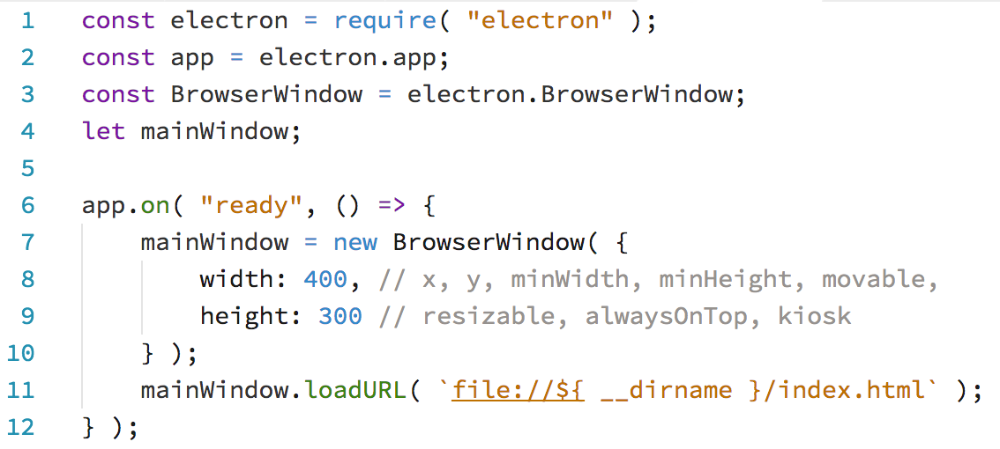 1 const electron = require( "electron" );
2 const app = electron.app;
3 const BrowserWindow = electron.BrowserWindow;
4 let mainWindow;
5
6 app.on( "ready", () => {
7     mainWindow = new BrowserWindow( {
8         width: 400, // x, y, minWidth, minHeight, movable,
9         height: 300 // resizable, alwaysOnTop, kiosk
10     } );
11     mainWindow.loadURL( `file://${ __dirname }/index.html` );
12 } );